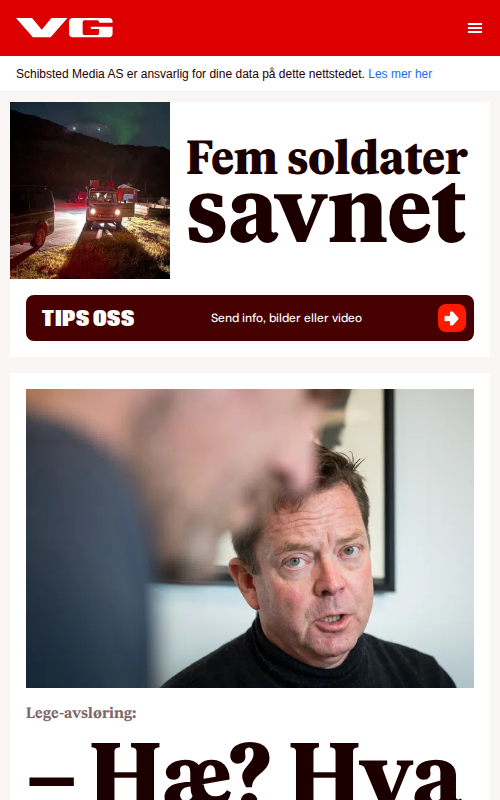 VG
Schibsted Media AS er ansvarlig for dine data på dette nettstedet. Les mer her
Fem soldater
savnet
TIPS OSS
Send info, bilder eller video
Lege-avsløring:
– Hæ? Hva